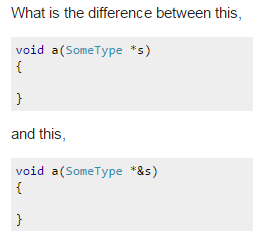 What is the difference between this,
void a(SomeType *s)
{
}
and this,
void a(SomeType *&s)
{
}